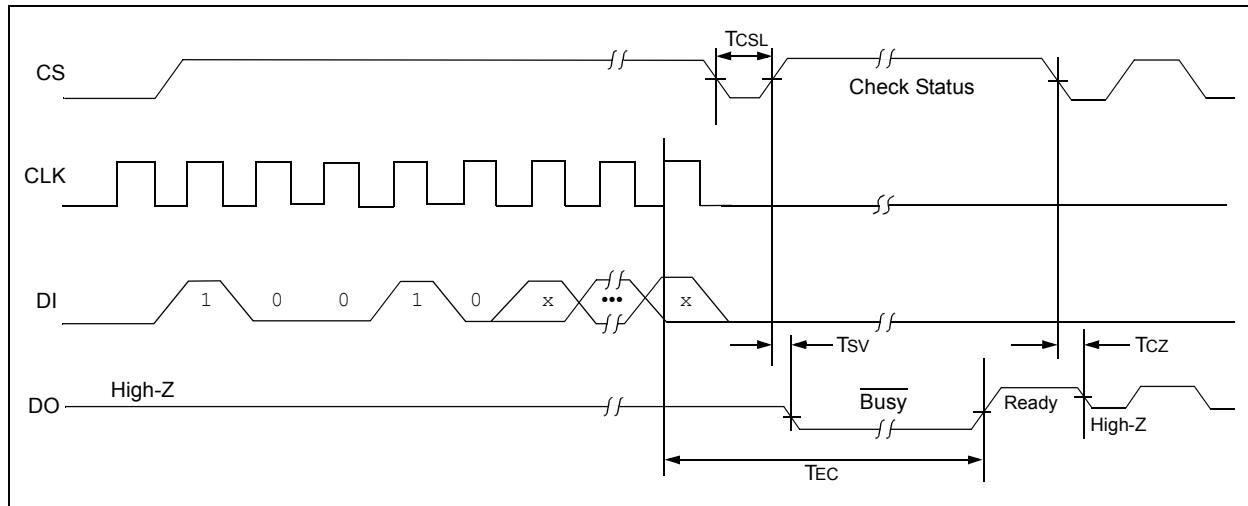 TCSL
CS
Check Status
CLK
DI
1 0 0 1 0 x ••• x
TSV
TCZ
High-Z
DO
Busy
Ready
High-Z
TEC